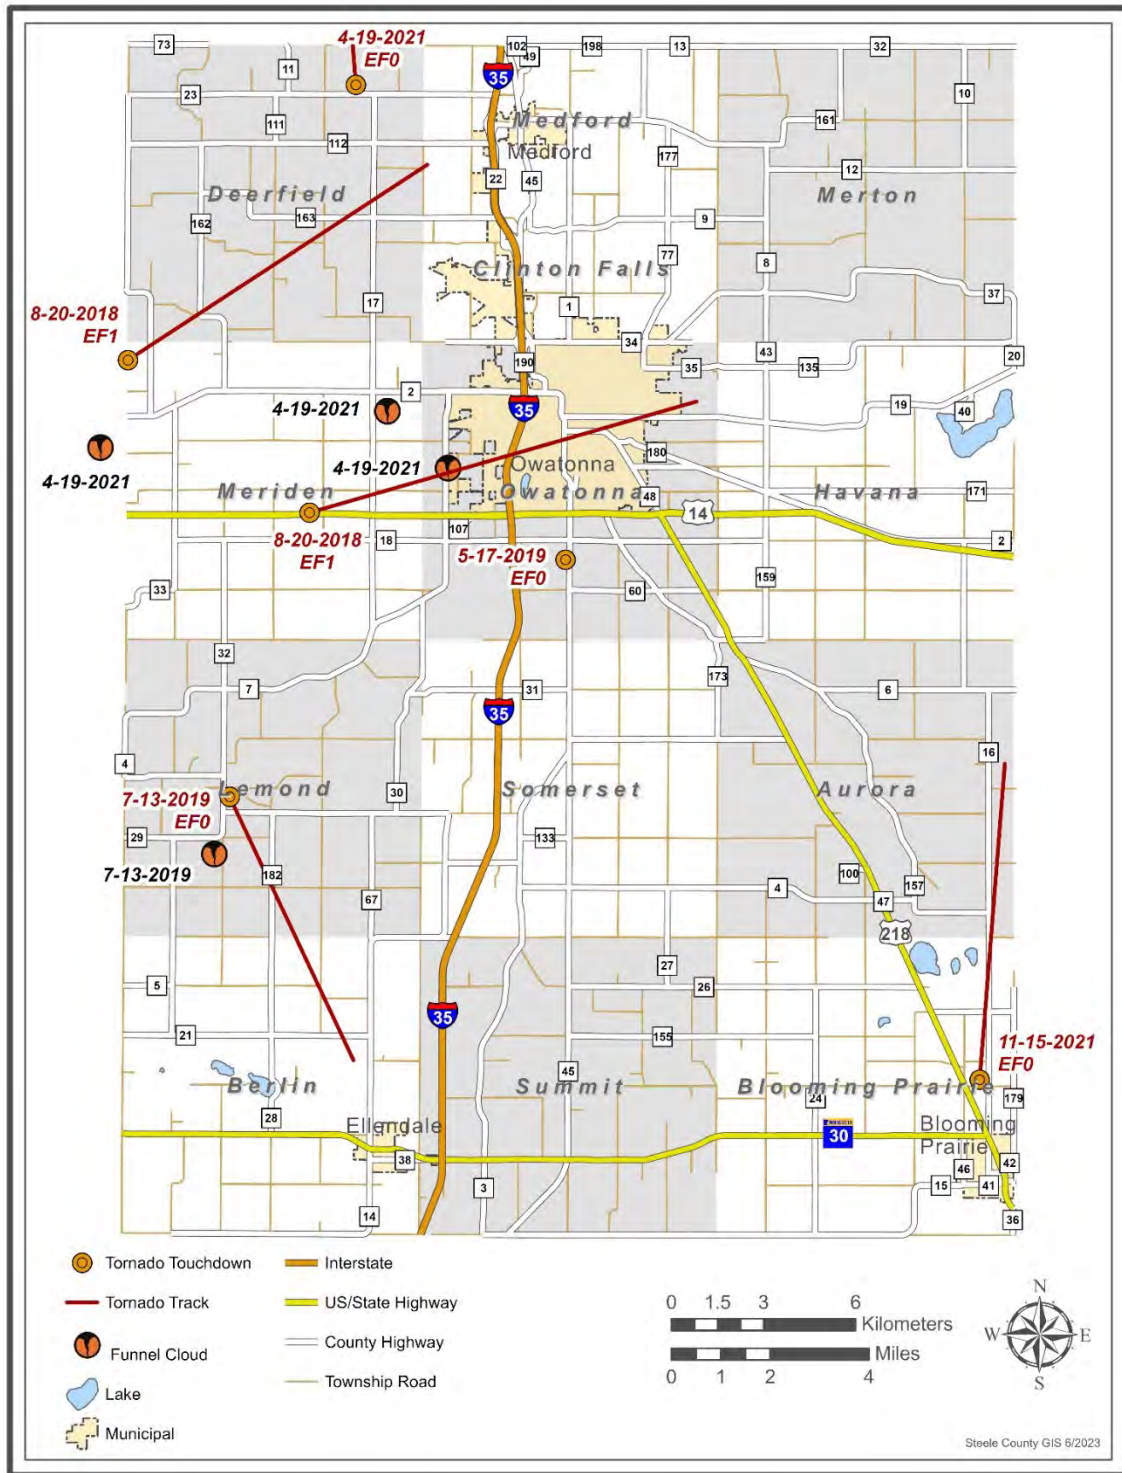 4-19-2021
EF0
73
102
49
198
13
32
11
35
23
10
111
Medford
161
112
Medford
177
12
22
45
Deerfield
Merton
162
163
9
77
8
Clinton Falls
37
17
1
8-20-2018
EF1
34
43
190
35
135
20
2
4-19-2021
35
19
40
4-19-2021
180
4-19-2021
Owatonna
Meriden
Owatonna
48
Havana
171
14
107
8-20-2018
EF1
18
5-17-2019
EF0
2
33
60
159
32
173
7
31
6
35
16
4
Lemond
30
Somerset
Aurora
7-13-2019
EF0
29
133
7-13-2019
182
100
157
67
4
47
218
27
5
26
35
21
155
11-15-2021
EF0
45
Berlin
Summit
Blooming Prairie
24
179
28
Ellendale
30
Blooming
Prairie
38
42
46
3
15
41
14
36
Tornado Touchdown
Interstate
Tornado Track
US/State Highway
Funnel Cloud
County Highway
Lake
Township Road
Municipal
0 1.5 3 6
Kilometers
Miles
0 1 2 4
N
W E
S
Steele County GIS 6/2023